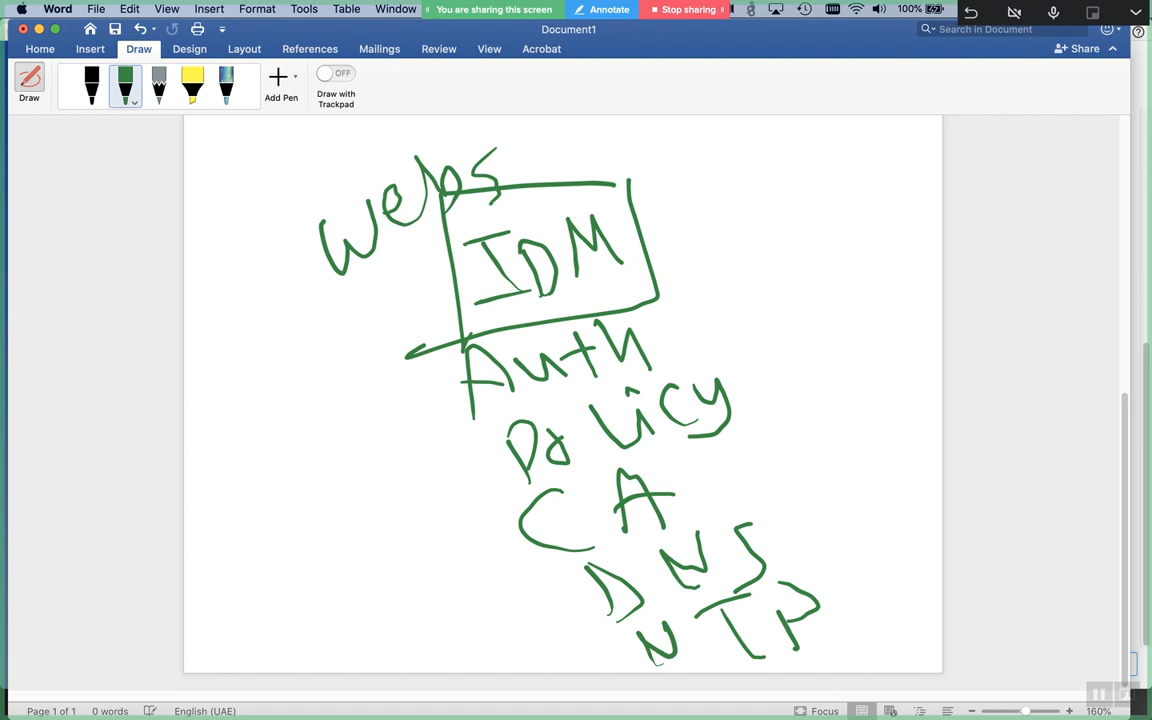 Word File Edit View Insert Format Tools Table Window You are sharing this screen Annotate Stop sharing 100%
Document1 Search in Document
Home Insert Draw Design Layout References Mailings Review View Acrobat Share
Draw Add Pen OFF Draw with Trackpad
Webs
IDM
Auth
Policy
CA
DNS
NTP
Page 1 of 1 0 words English (UAE) Focus 160%